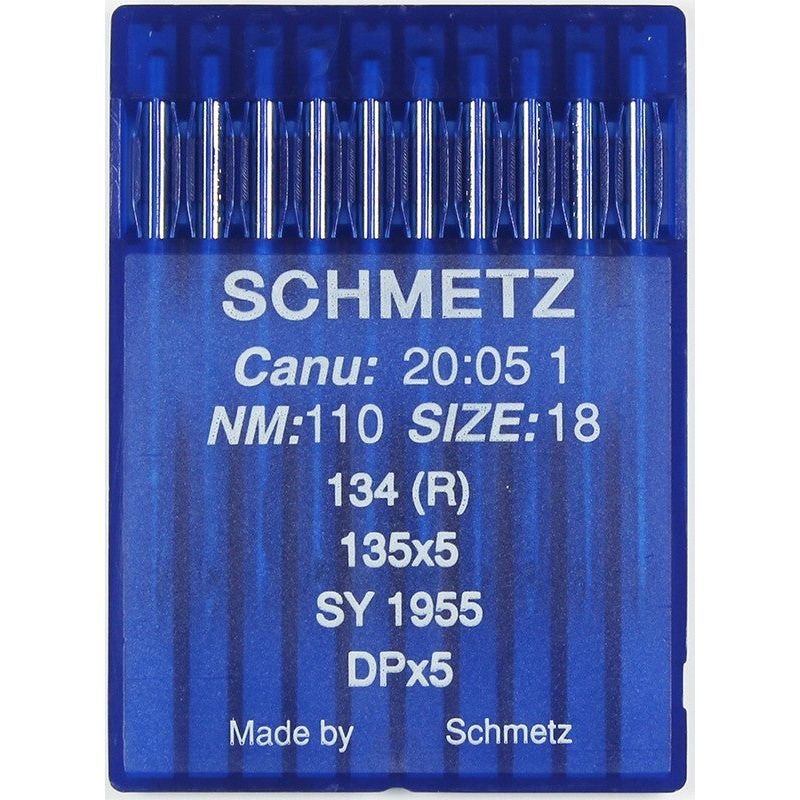 SCHMETZ
Canu: 20:05 1
NM:110 SIZE:18
134 (R)
135x5
SY 1955
DPx5
Made by Schmetz